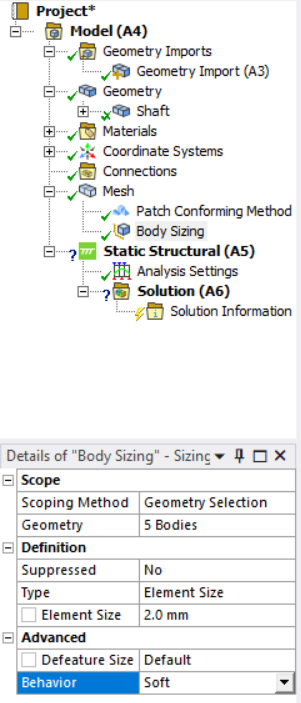 Project*
Model (A4)
Geometry Imports
Geometry Import (A3)
Geometry
Shaft
Materials
Coordinate Systems
Connections
Mesh
Patch Conforming Method
Body Sizing
Static Structural (A5)
Analysis Settings
Solution (A6)
Solution Information
Details of "Body Sizing" - Sizing
Scope
Scoping Method Geometry Selection
Geometry 5 Bodies
Definition
Suppressed No
Type Element Size
Element Size 2.0 mm
Advanced
Defeature Size Default
Behavior Soft